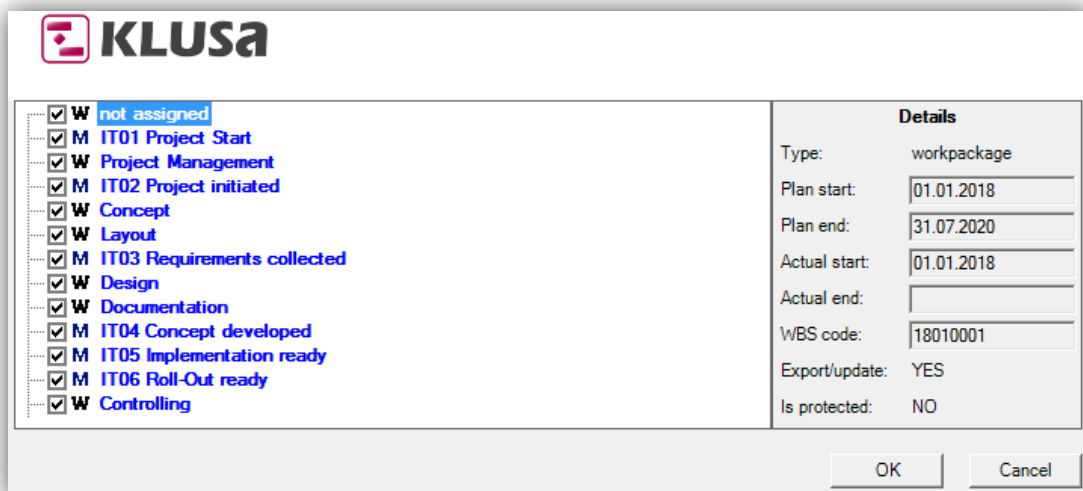 KLUSa
W not assigned
M IT01 Project Start
W Project Management
M IT02 Project initiated
W Concept
W Layout
M IT03 Requirements collected
W Design
W Documentation
M IT04 Concept developed
M IT05 Implementation ready
M IT06 Roll-Out ready
W Controlling
Details
Type: workpackage
Plan start: 01.01.2018
Plan end: 31.07.2020
Actual start: 01.01.2018
Actual end:
WBS code: 18010001
Export/update: YES
Is protected: NO
OK Cancel